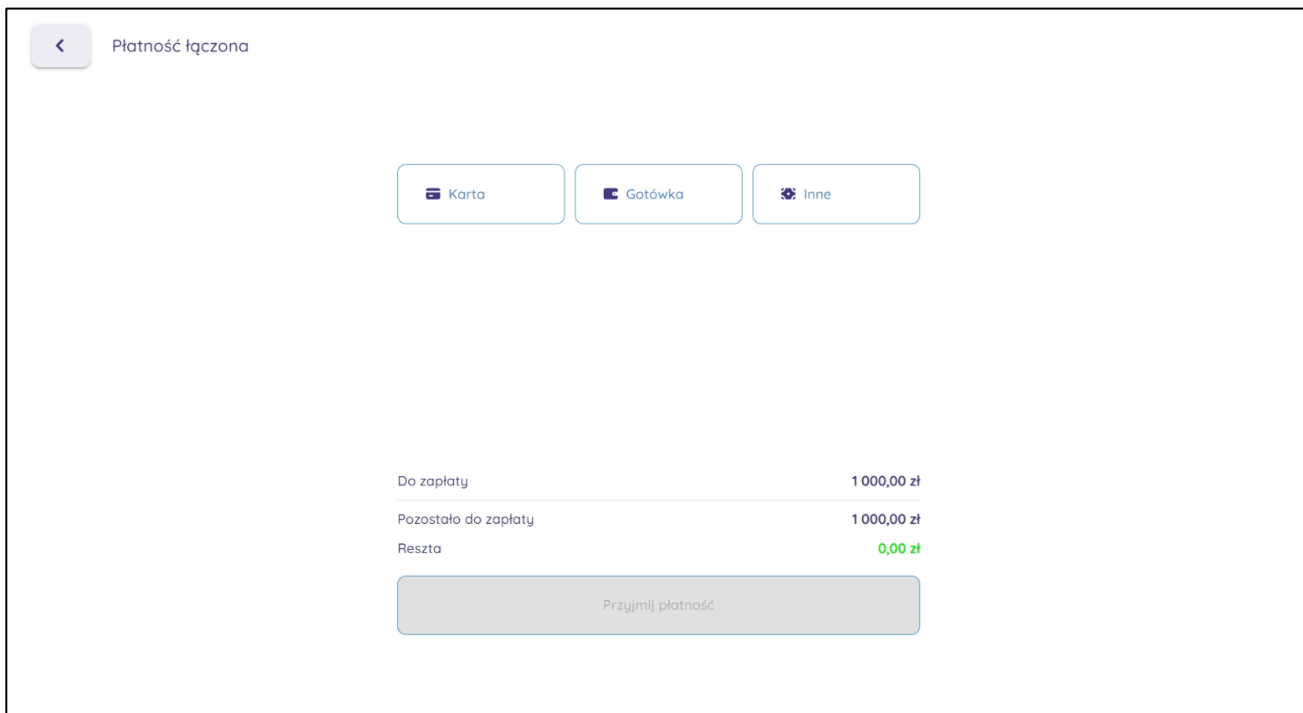 Płatność łączona
Karta
Gotówka
Inne
Do zapłaty 1 000,00 zł
Pozostało do zapłaty 1 000,00 zł
Reszta 0,00 zł
Przyjmij płatność